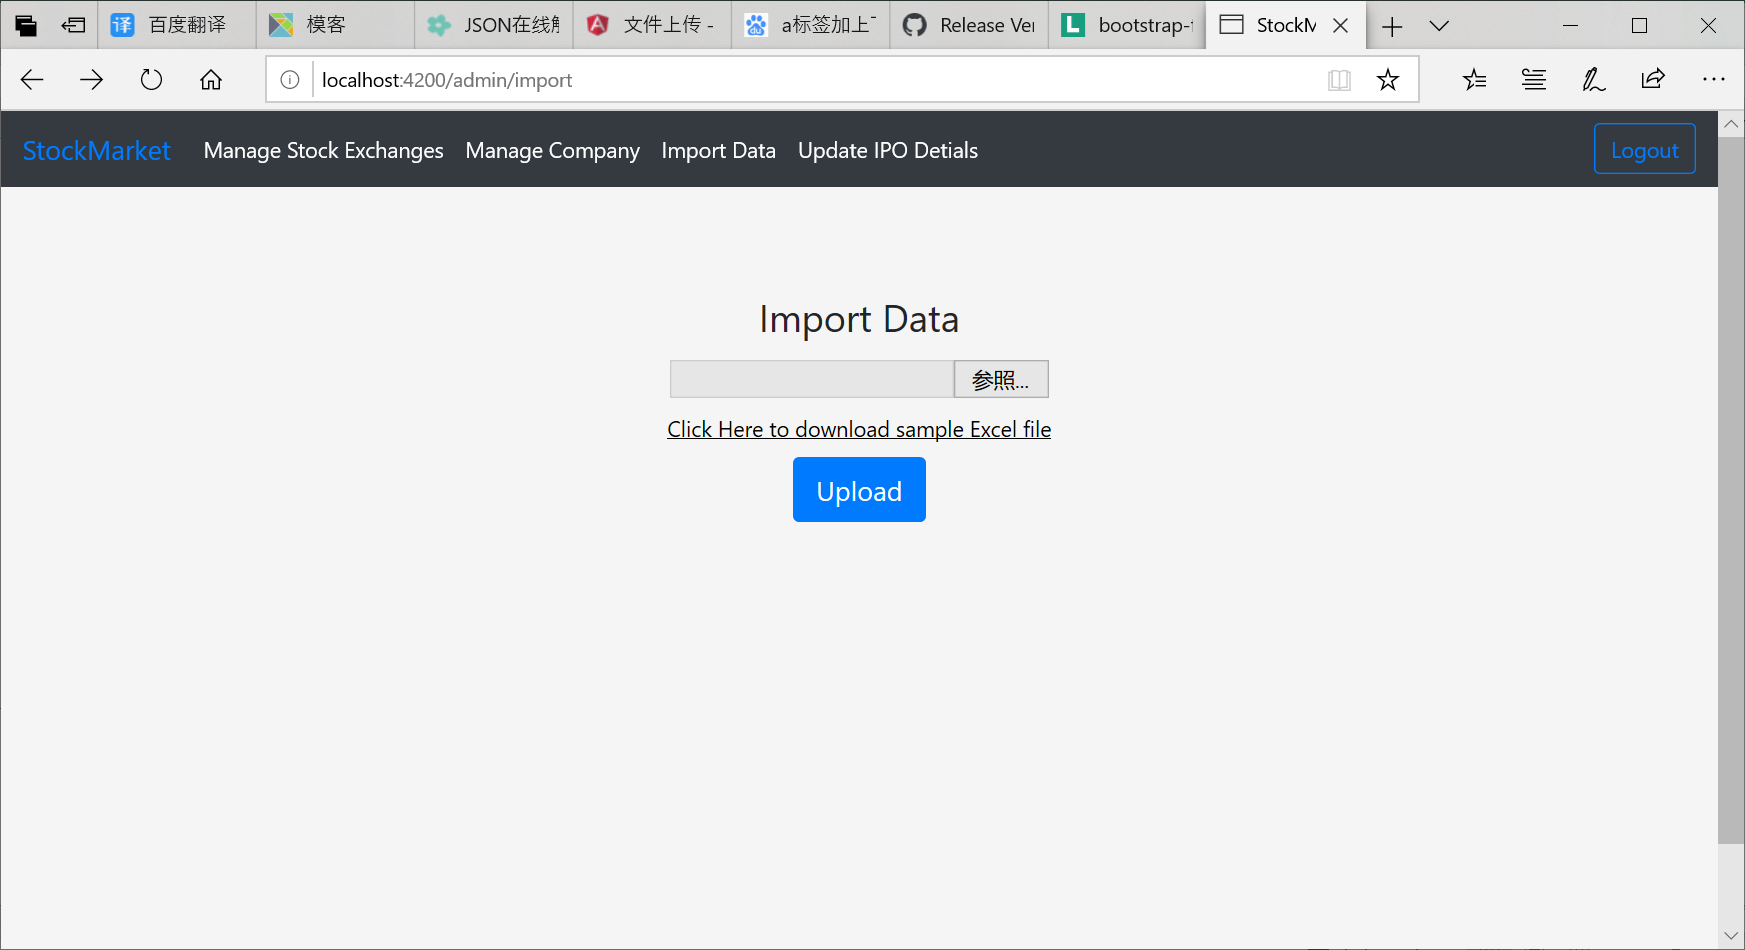 百度翻译
模客
JSON在线
文件上传 -
a标签加上
Release Ver
bootstrap-
StockM
localhost:4200/admin/import
StockMarket Manage Stock Exchanges Manage Company Import Data Update IPO Detials Logout
Import Data
参照...
Click Here to download sample Excel file
Upload